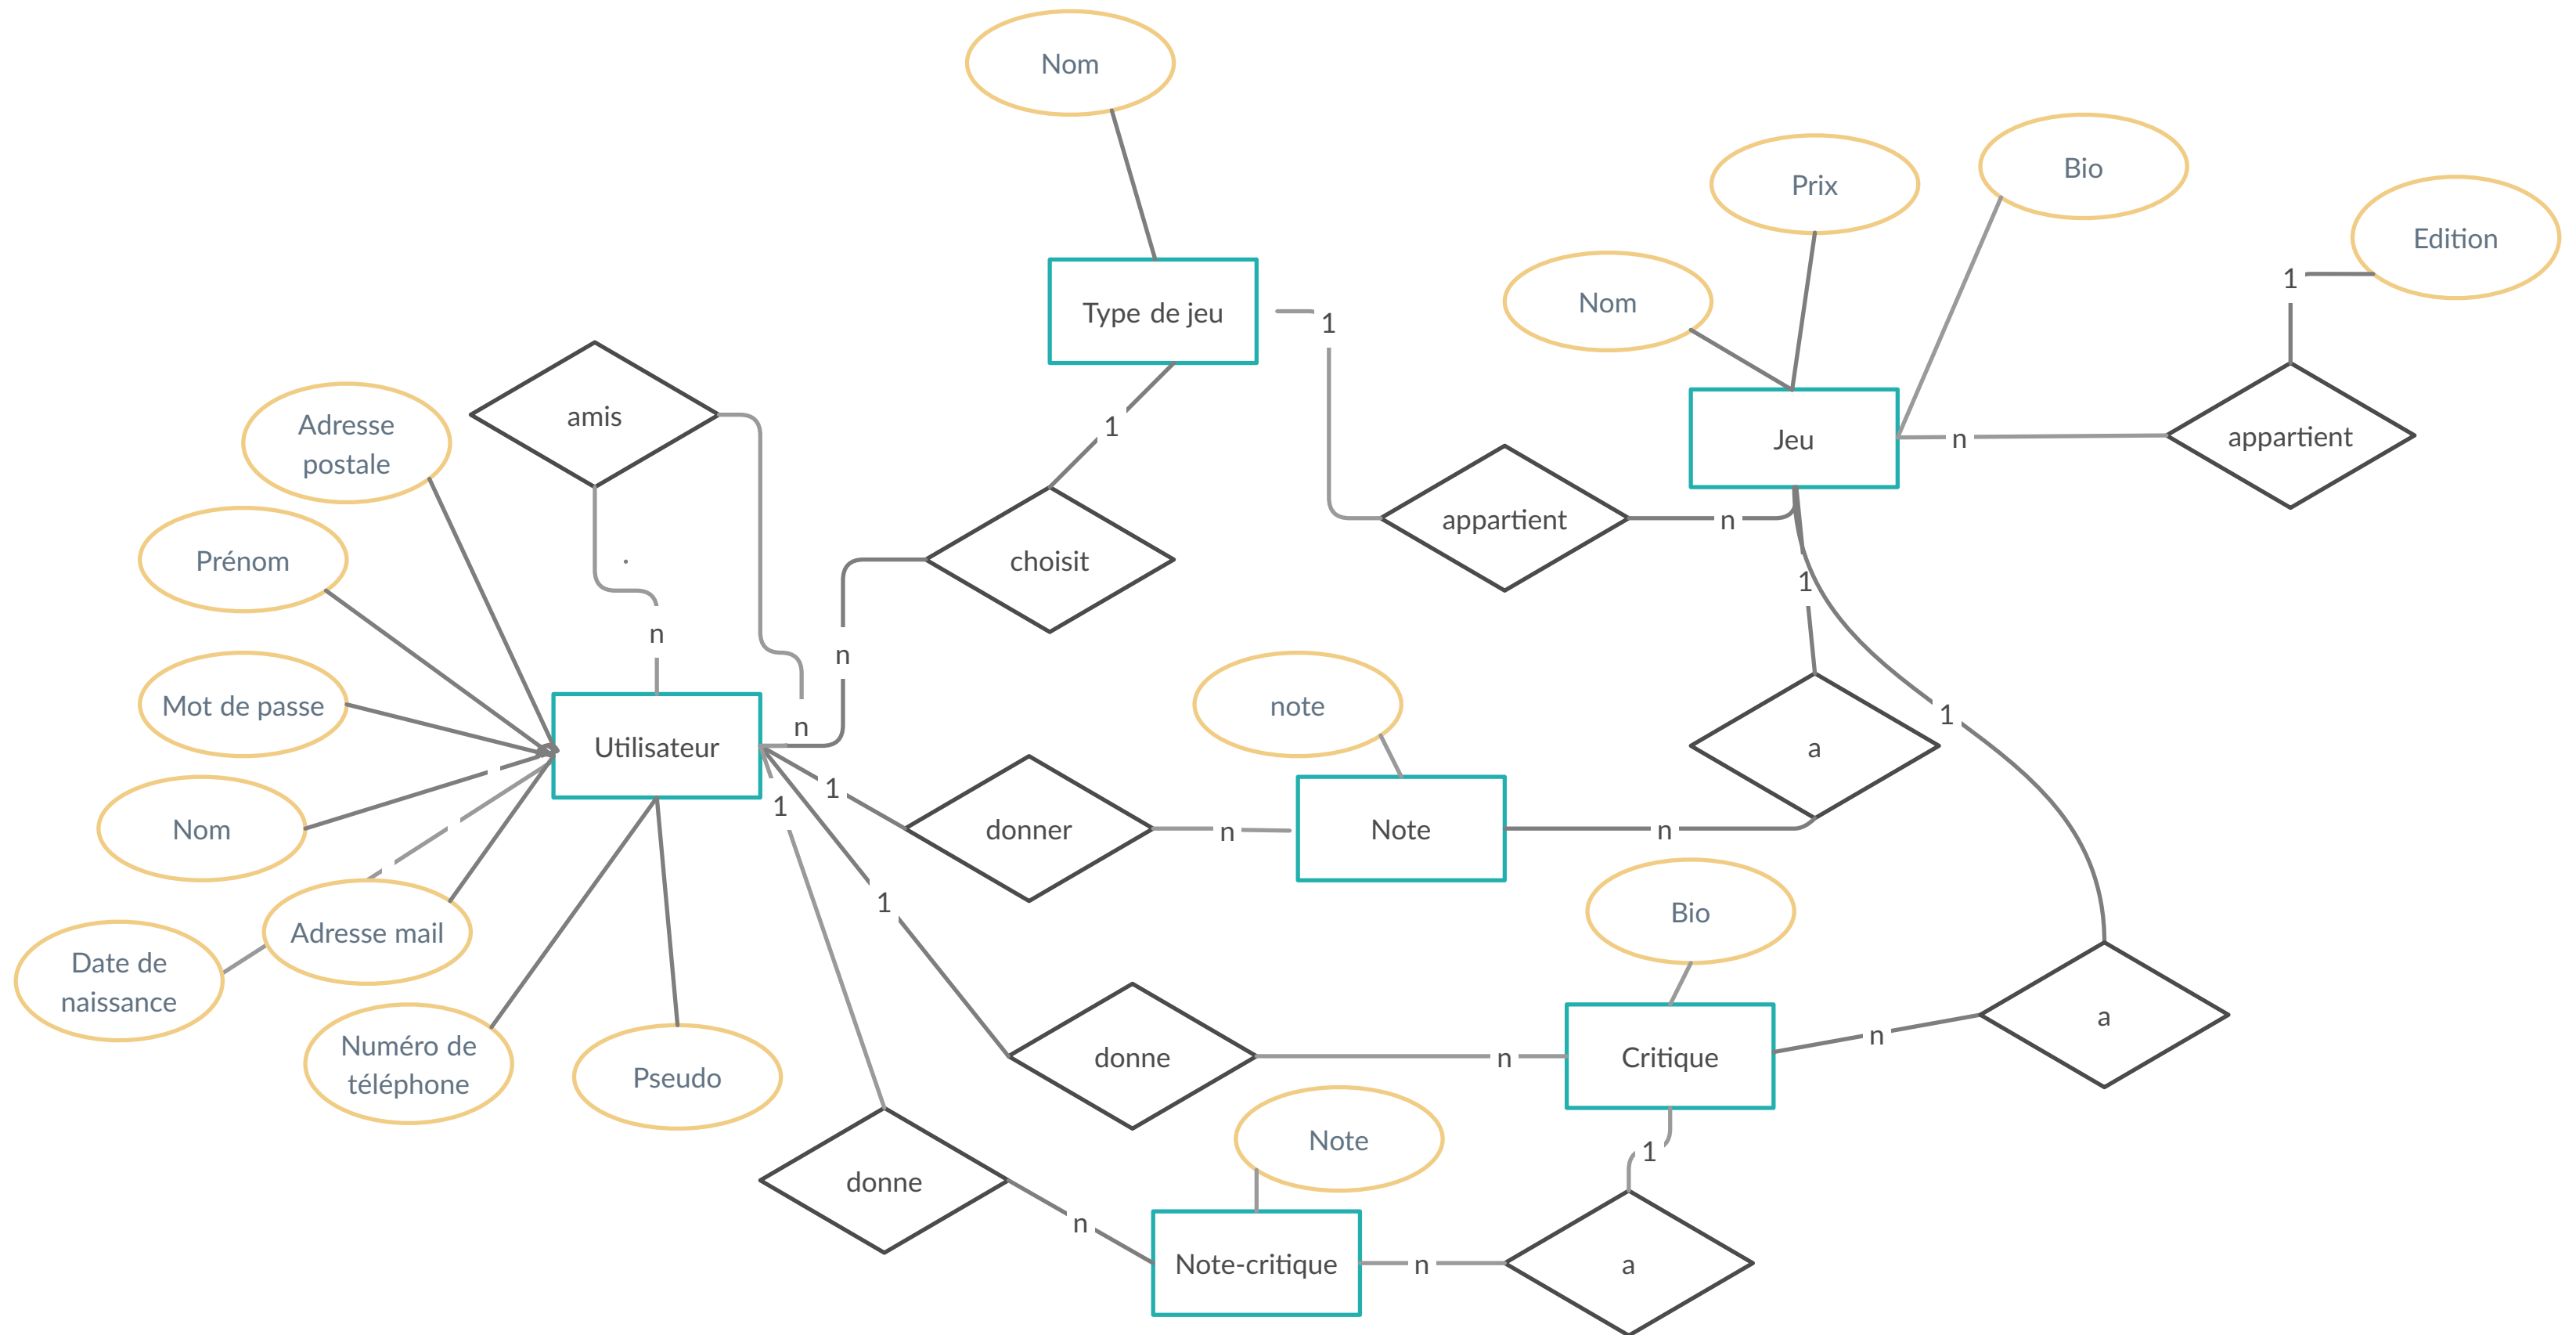 Nom
Prix
Bio
Edition
1
Nom
Type de jeu
1
amis
Adresse
postale
1
Jeu
n
appartient
appartient
n
choisit
Prénom
1
n
n
Mot de passe
note
1
n
Utilisateur
a
1
1
Nom
donner
n
Note
n
1
Bio
Adresse mail
Date de
naissance
a
n
Numéro de
téléphone
Pseudo
donne
n
Critique
Note
1
donne
n
Note-critique
n
a